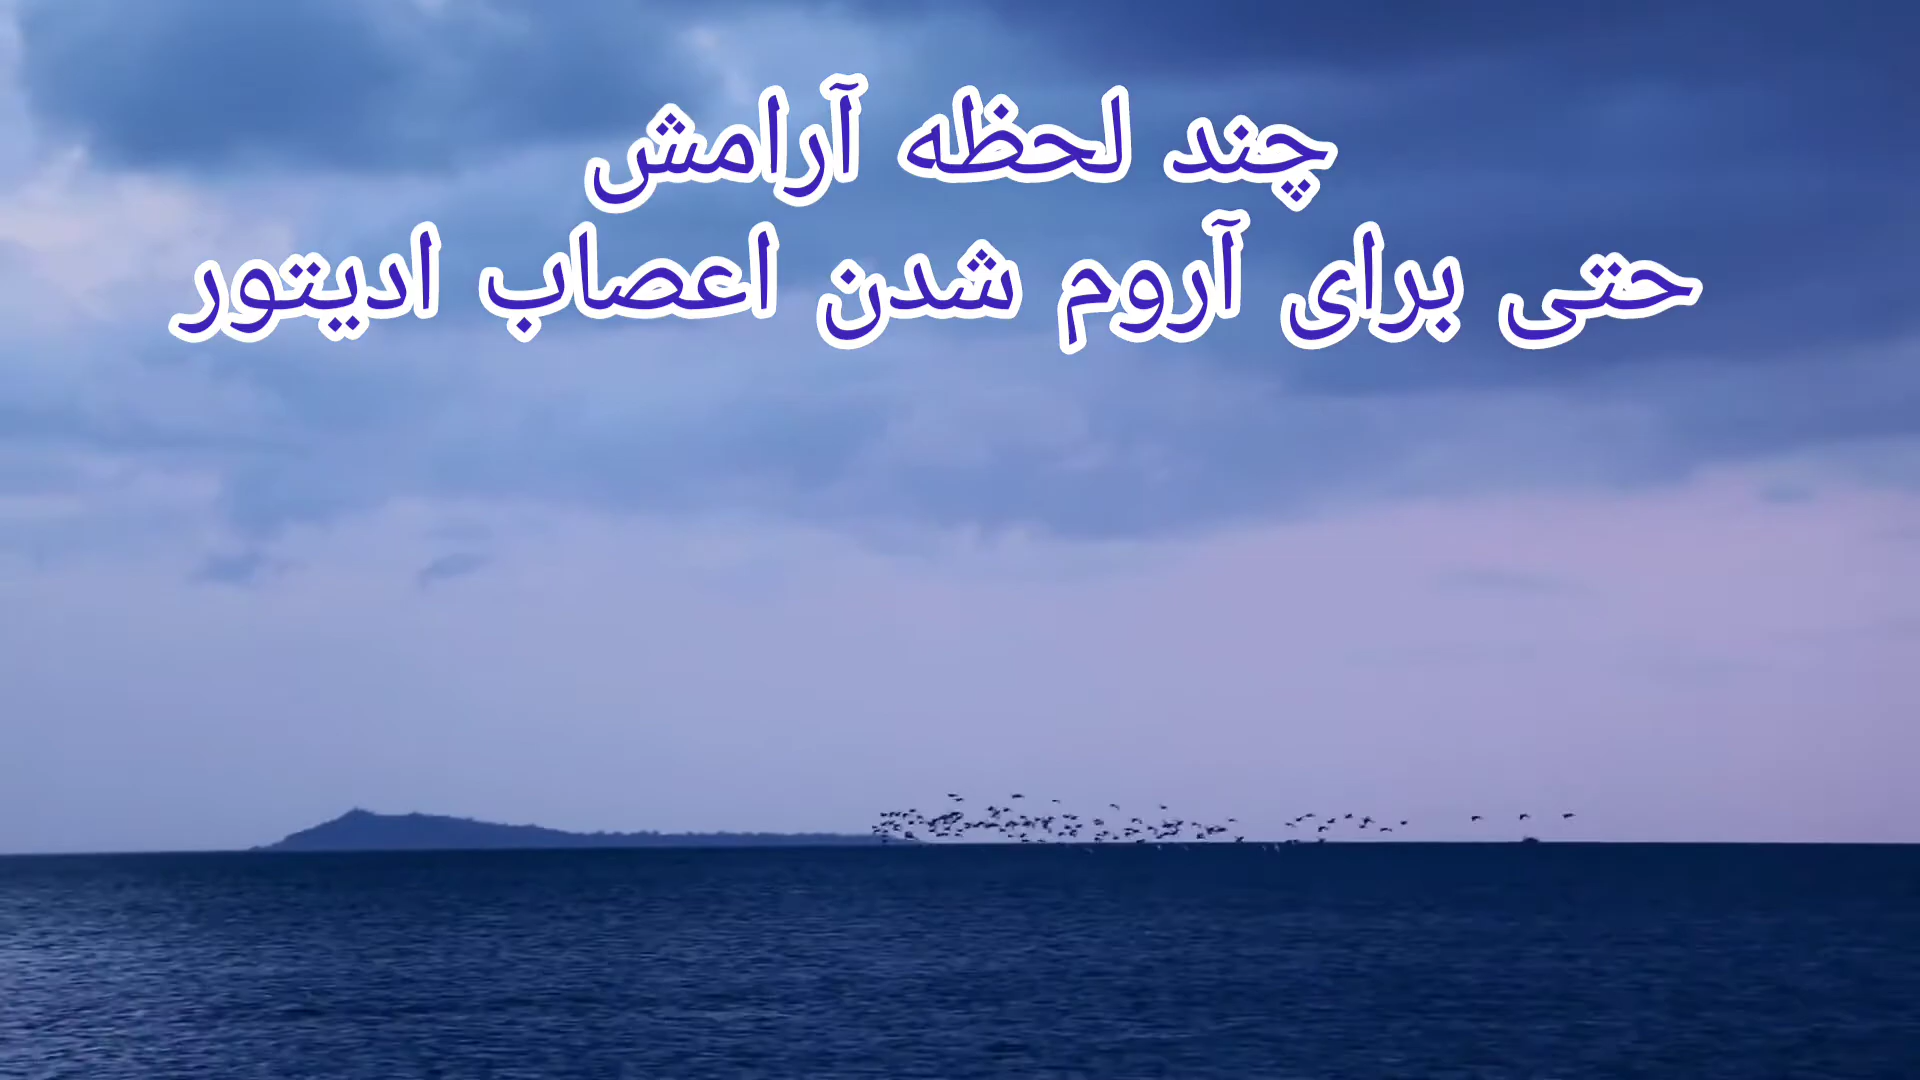 چند لحظه آرامش
حتی برای آروم شدن اعصاب ادیتور